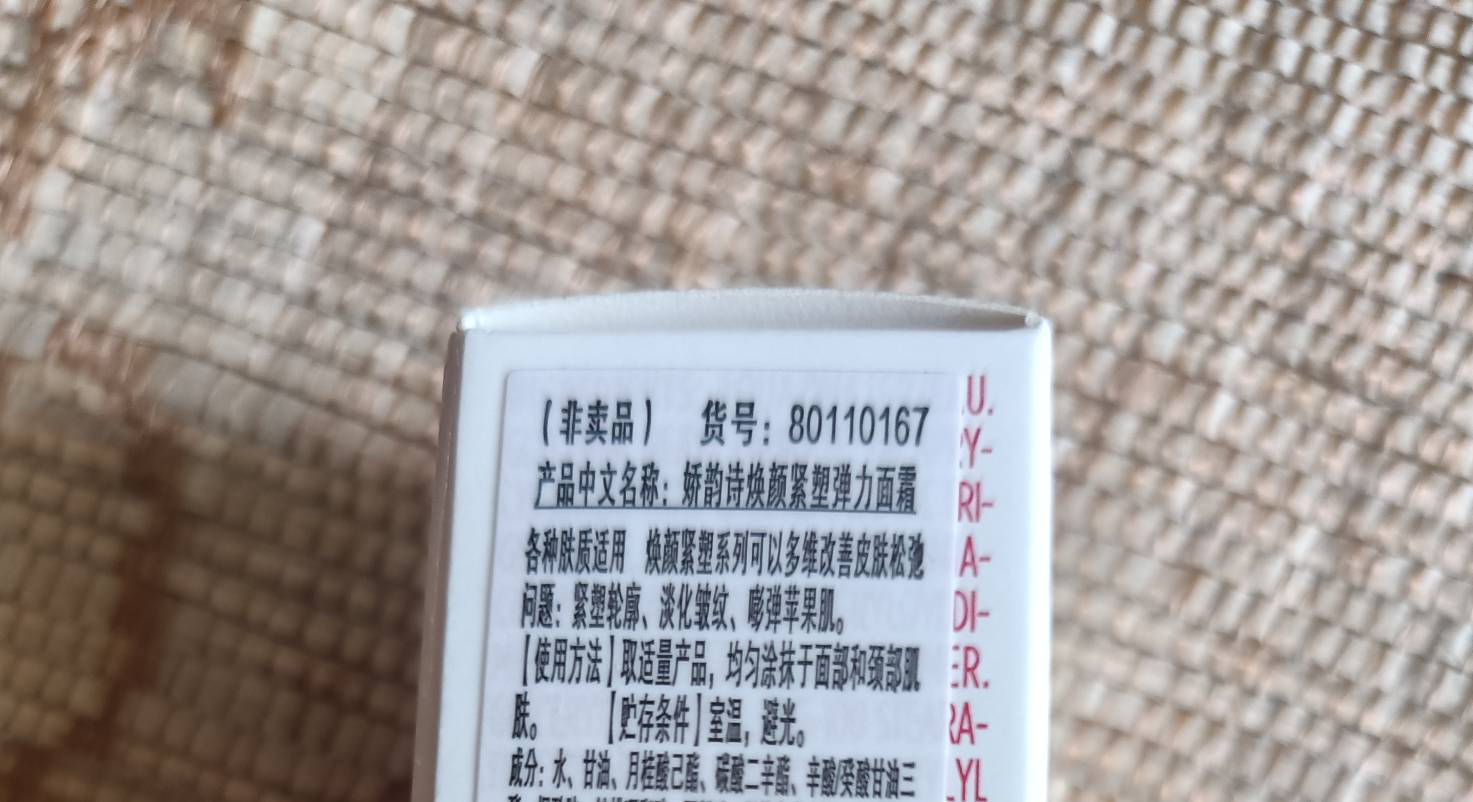 （非卖品） 货号：80110167
产品中文名称：娇韵诗焕颜紧塑弹力面霜
各种肤质适用 焕颜紧塑系列可以多维改善皮肤松弛
问题：紧塑轮廓、淡化皱纹、嘭弹苹果肌。
【使用方法】取适量产品，均匀涂抹于面部和颈部肌
肤。 【贮存条件】室温，避光。
成分：水、甘油、月桂酸己酯、碳酸二辛酯、辛酸/癸酸甘油三
U.
Y-
RI-
A-
DI-
ER.
RA-
LYL